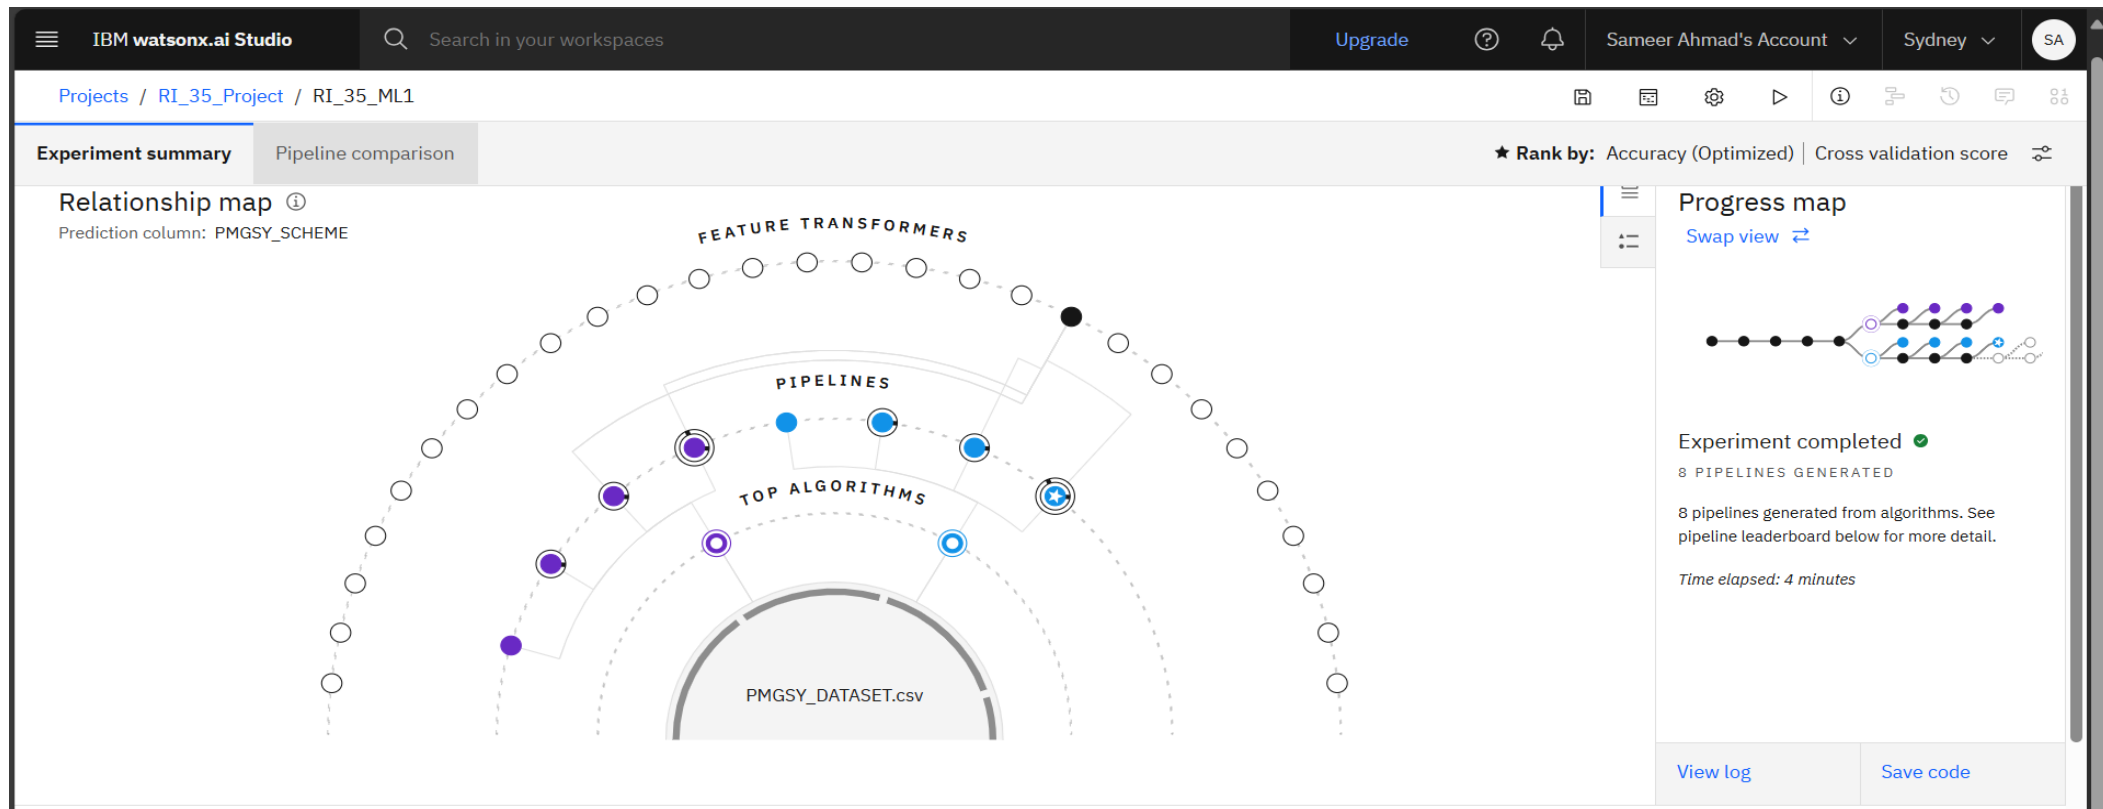 IBM watsonx.ai Studio
Search in your workspaces
Upgrade
Sameer Ahmad's Account
Sydney
SA
Projects / RI_35_Project / RI_35_ML1
Experiment summary
Pipeline comparison
Rank by: Accuracy (Optimized) | Cross validation score
Relationship map
Prediction column: PMGSY_SCHEME
FEATURE TRANSFORMERS
PIPELINES
TOP ALGORITHMS
PMGSY_DATASET.csv
Progress map
Swap view
Experiment completed
8 PIPELINES GENERATED
8 pipelines generated from algorithms. See
pipeline leaderboard below for more detail.
Time elapsed: 4 minutes
View log
Save code